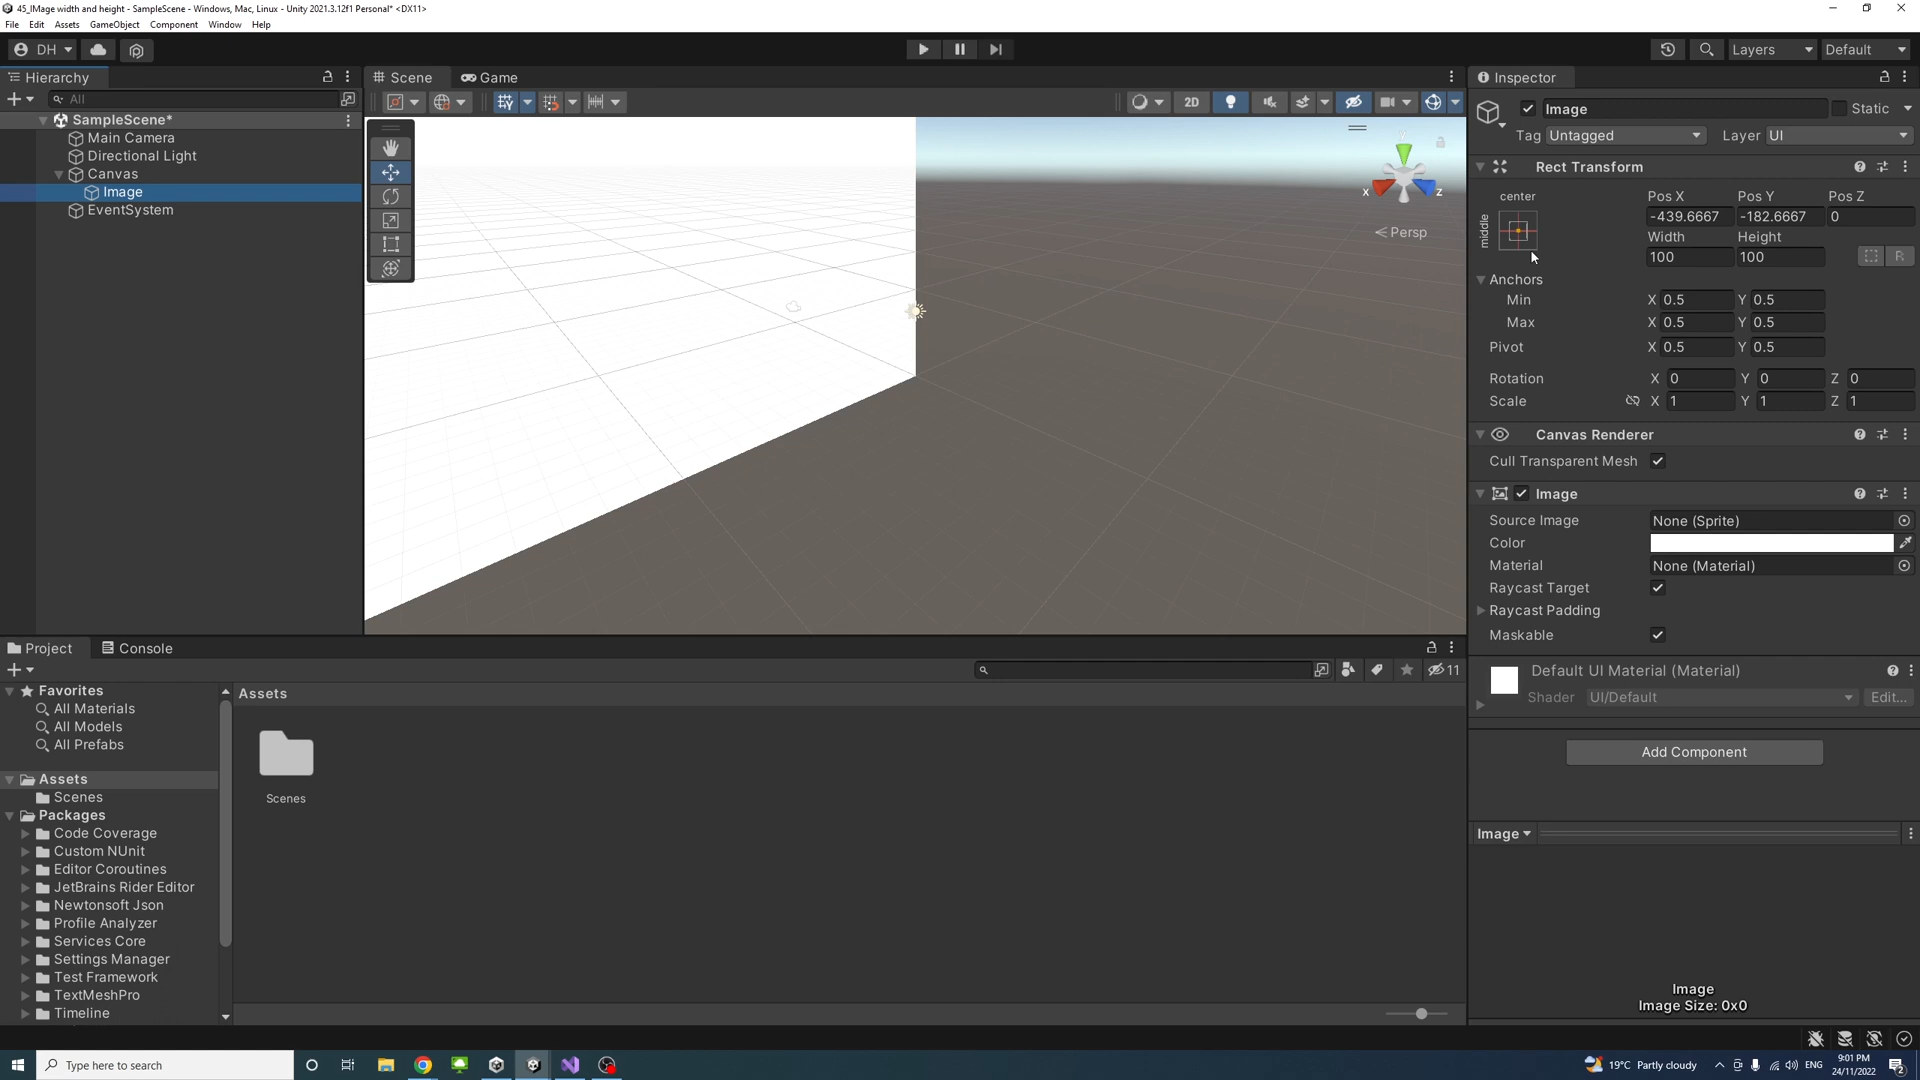 45_IMage width and height - SampleScene - Windows, Mac, Linux - Unity 2021.3.12f1 Personal* <DX11>
File Edit Assets GameObject Component Window Help
DH Layers Default
Hierarchy Scene Game Inspector
All 2D Image Static
SampleScene* Tag Untagged Layer UI
Main Camera
Directional Light
Canvas
Image
EventSystem
y
x z
Persp
Rect Transform
center Pos X Pos Y Pos Z
middle -439.6667 -182.6667 0
Width Height
100 100 R
Anchors
Min X 0.5 Y 0.5
Max X 0.5 Y 0.5
Pivot X 0.5 Y 0.5
Rotation X 0 Y 0 Z 0
Scale X 1 Y 1 Z 1
Canvas Renderer
Cull Transparent Mesh
Image
Source Image None (Sprite)
Color
Material None (Material)
Raycast Target
Raycast Padding
Maskable
Default UI Material (Material)
Shader UI/Default Edit...
Add Component
Image
Image
Image Size: 0x0
Project Console
11
Favorites Assets
All Materials
All Models
All Prefabs
Assets
Scenes
Scenes
Packages
Code Coverage
Custom NUnit
Editor Coroutines
JetBrains Rider Editor
Newtonsoft Json
Profile Analyzer
Services Core
Settings Manager
Test Framework
TextMeshPro
Timeline
Type here to search 19°C Partly cloudy ENG 9:01 PM
24/11/2022 2